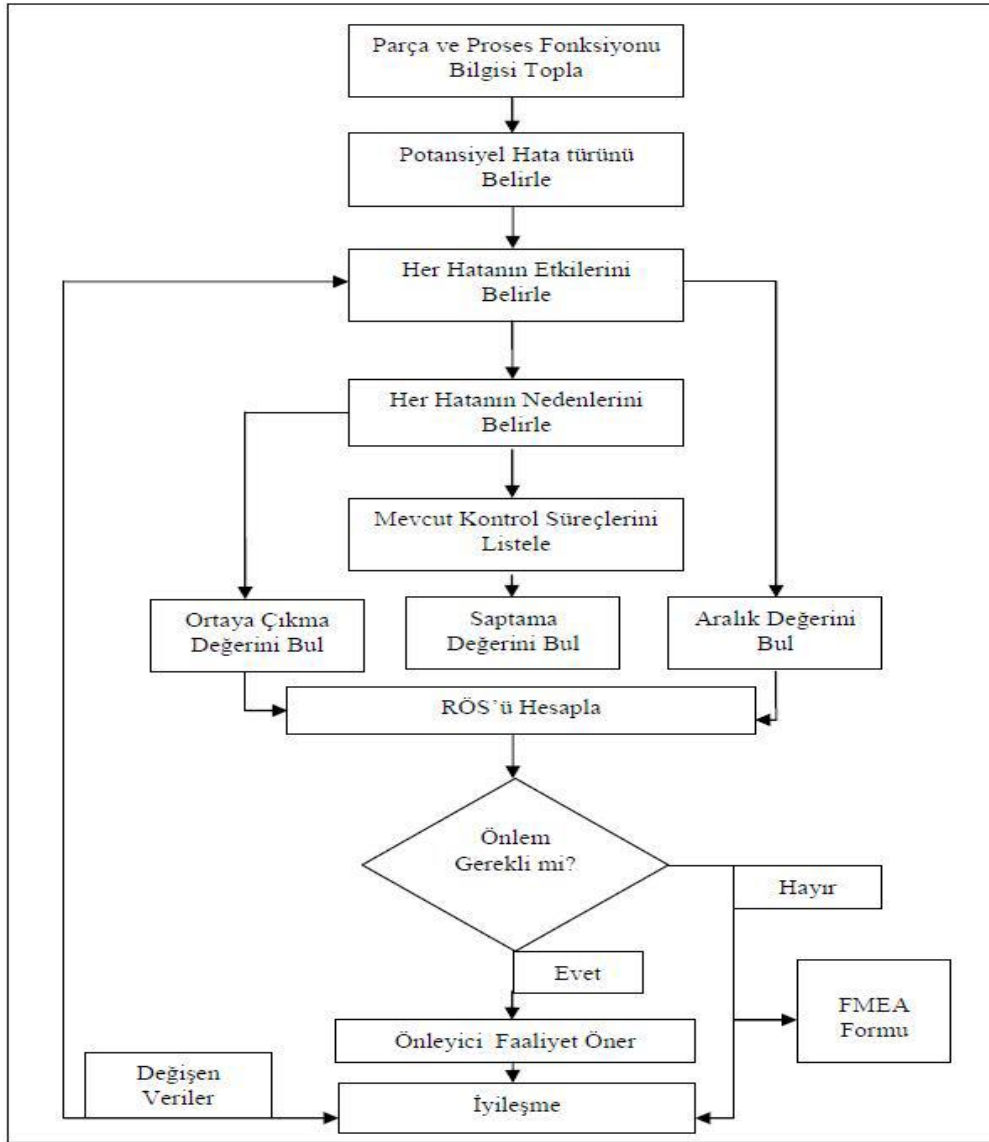 Parça ve Proses Fonksiyonu
Bilgisi Topla
Potansiyel Hata türünü
Belirle
Her Hatanın Etkilerini
Belirle
Her Hatanın Nedenlerini
Belirle
Mevcut Kontrol Süreçlerini
Listele
Ortaya Çıkma
Değerini Bul
Saptama
Değerini Bul
Aralık Değerini
Bul
RÖS'ü Hesapla
Önlem
Gerekli mi?
Hayır
Evet
FMEA
Formu
Önleyici Faaliyet Öner
Değişen
Veriler
İyileşme